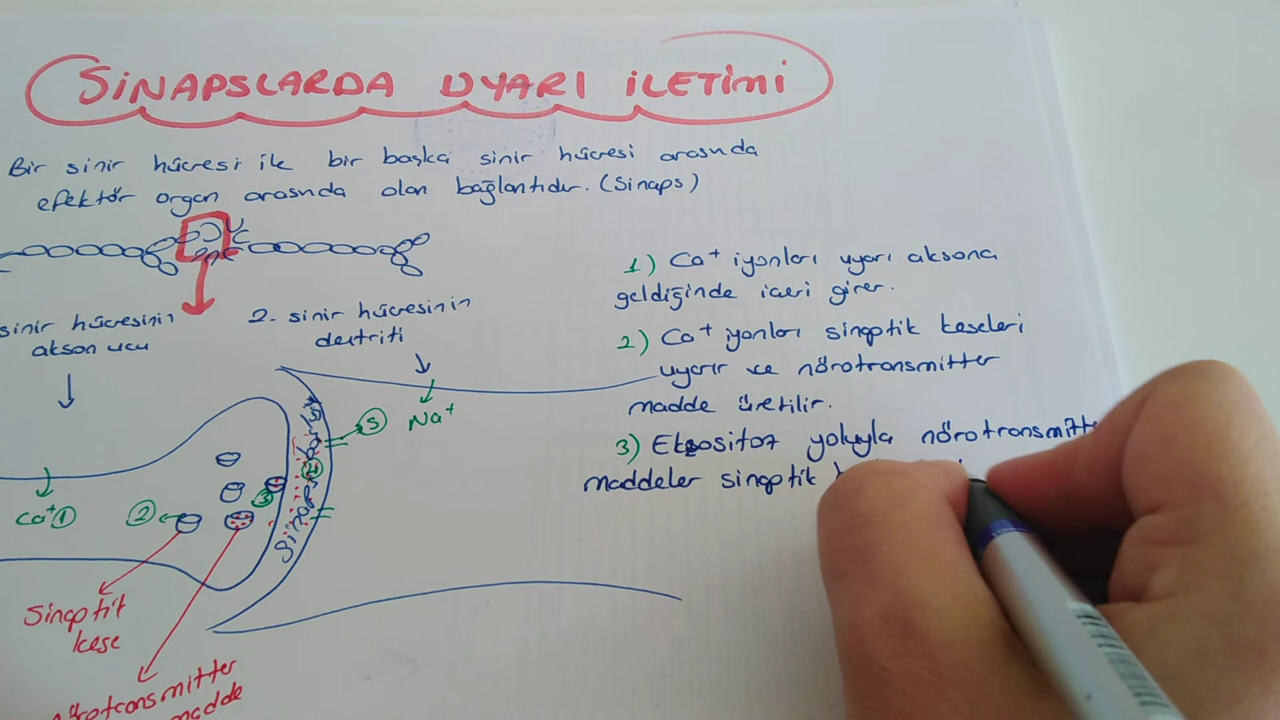 SİNAPSLARDA UYARI İLETİMİ
Bir sinir hücresi ile bir başka sinir hücresi arasında
efektör organ arasında olan bağlantıdır. (Sinaps)
sinir hücresinin
akson ucu
2. sinir hücresinin
dentriti
Na⁺
5
4
3
2
Ca⁺ 1
Sinaptik
kese
nörotransmitter
madde
1) Ca⁺ iyonları uyarı aksona
geldiğinde içeri girer.
2) Ca⁺ iyonları sinaptik keseleri
uyarır ve nörotransmitter
madde üretilir.
3) Ekzositoz yoluyla nörotransmitt
maddeler sinaptik